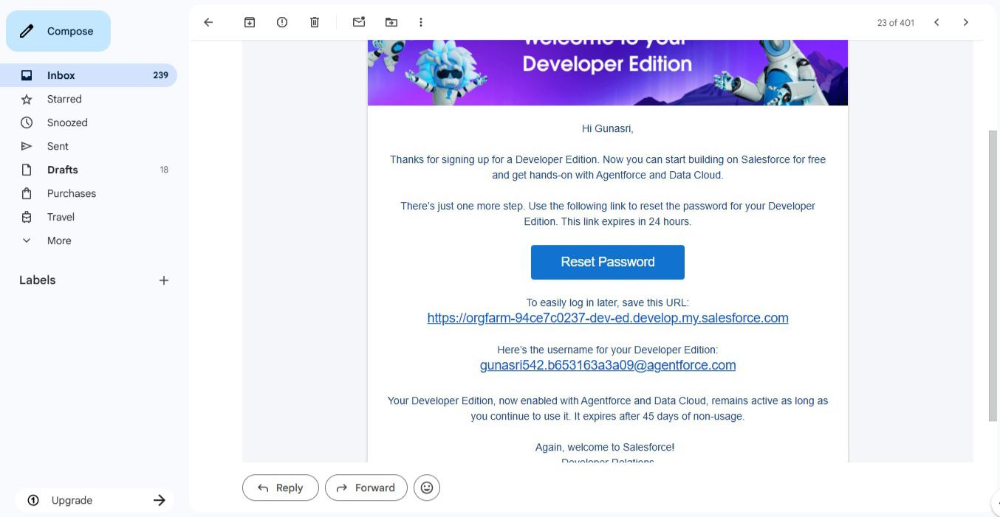 Compose
Inbox 239
Starred
Snoozed
Sent
Drafts 18
Purchases
Travel
More
Labels
Upgrade
23 of 401
Welcome to your
Developer Edition
Hi Gunasri,
Thanks for signing up for a Developer Edition. Now you can start building on Salesforce for free
and get hands-on with Agentforce and Data Cloud.
There's just one more step. Use the following link to reset the password for your Developer
Edition. This link expires in 24 hours.
Reset Password
To easily log in later, save this URL:
https://orgfarm-94ce7c0237-dev-ed.develop.my.salesforce.com
Here's the username for your Developer Edition:
gunasri542.b653163a3a09@agentforce.com
Your Developer Edition, now enabled with Agentforce and Data Cloud, remains active as long as
you continue to use it. It expires after 45 days of non-usage.
Again, welcome to Salesforce!
Developer Relations
Reply
Forward